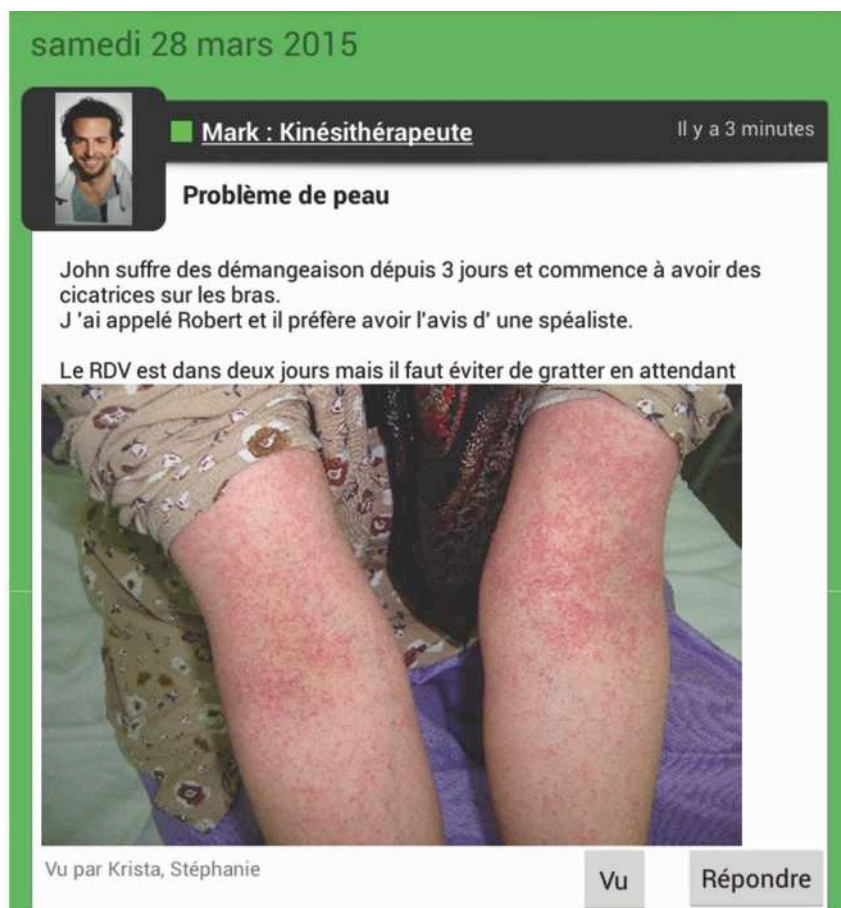 samedi 28 mars 2015
Mark : Kinésithérapeute
Il y a 3 minutes
Problème de peau
John suffre des démangeaison dépuis 3 jours et commence à avoir des
cicatrices sur les bras.
J 'ai appelé Robert et il préfère avoir l'avis d' une spéaliste.
Le RDV est dans deux jours mais il faut éviter de gratter en attendant
Vu par Krista, Stéphanie
Vu
Répondre